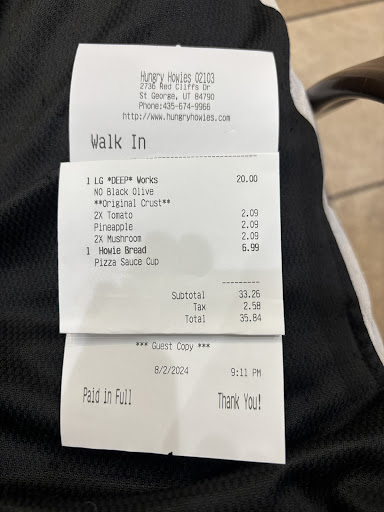 Hungry Howies 02103
2736 Red Cliffs Dr
St George, UT 84790
Phone:435-674-9966
http://www.hungryhowies.com
Walk In
1 LG *DEEP* Works 20.00
NO Black Olive
**Original Crust**
2X Tomato 2.09
Pineapple 2.09
2X Mushroom 2.09
1 Howie Bread 6.99
Pizza Sauce Cup
Subtotal 33.26
Tax 2.58
Total 35.84
*** Guest Copy ***
8/2/2024 9:11 PM
Paid in Full Thank You!